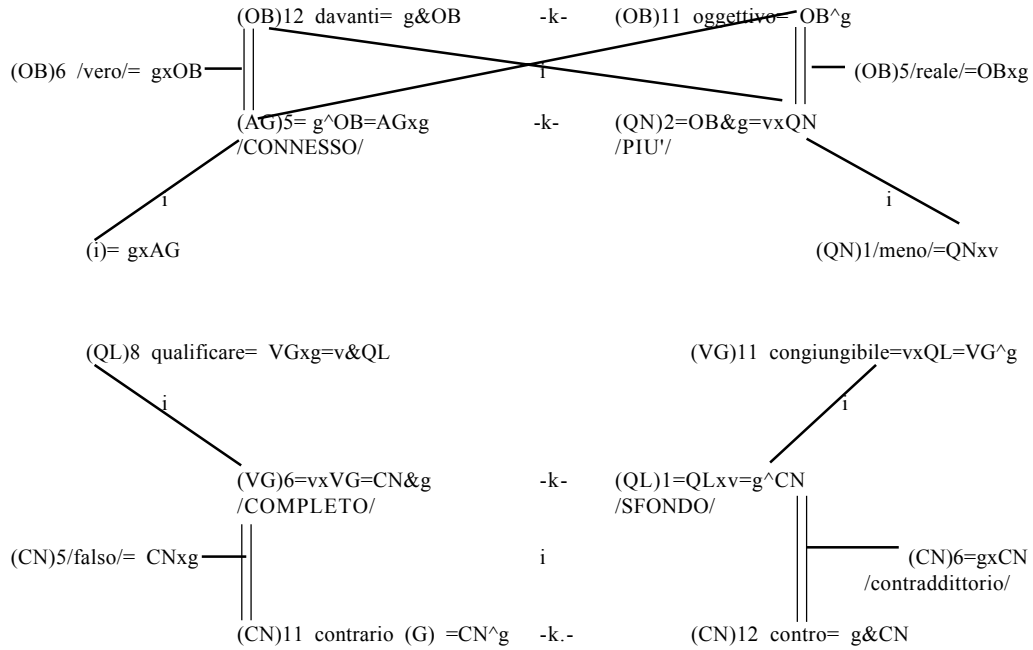 (OB)12 davanti= g&OB -k- (OB)11 oggettivo= OB^g
(OB)6 /vero/= gxOB i (OB)5/reale/=OBxg
(AG)5= g^OB=AGxg -k- (QN)2=OB&g=vxQN
/CONNESSO/ /PIU'/
i i
(i)= gxAG (QN)1/meno/=QNxv
(QL)8 qualificare= VGxg=v&QL (VG)11 congiungibile=vxQL=VG^g
i i
(VG)6=vxVG=CN&g -k- (QL)1=QLxv=g^CN
/COMPLETO/ /SFONDO/
(CN)5/falso/= CNxg i (CN)6=gxCN
/contraddittorio/
(CN)11 contrario (G) =CN^g -k.- (CN)12 contro= g&CN